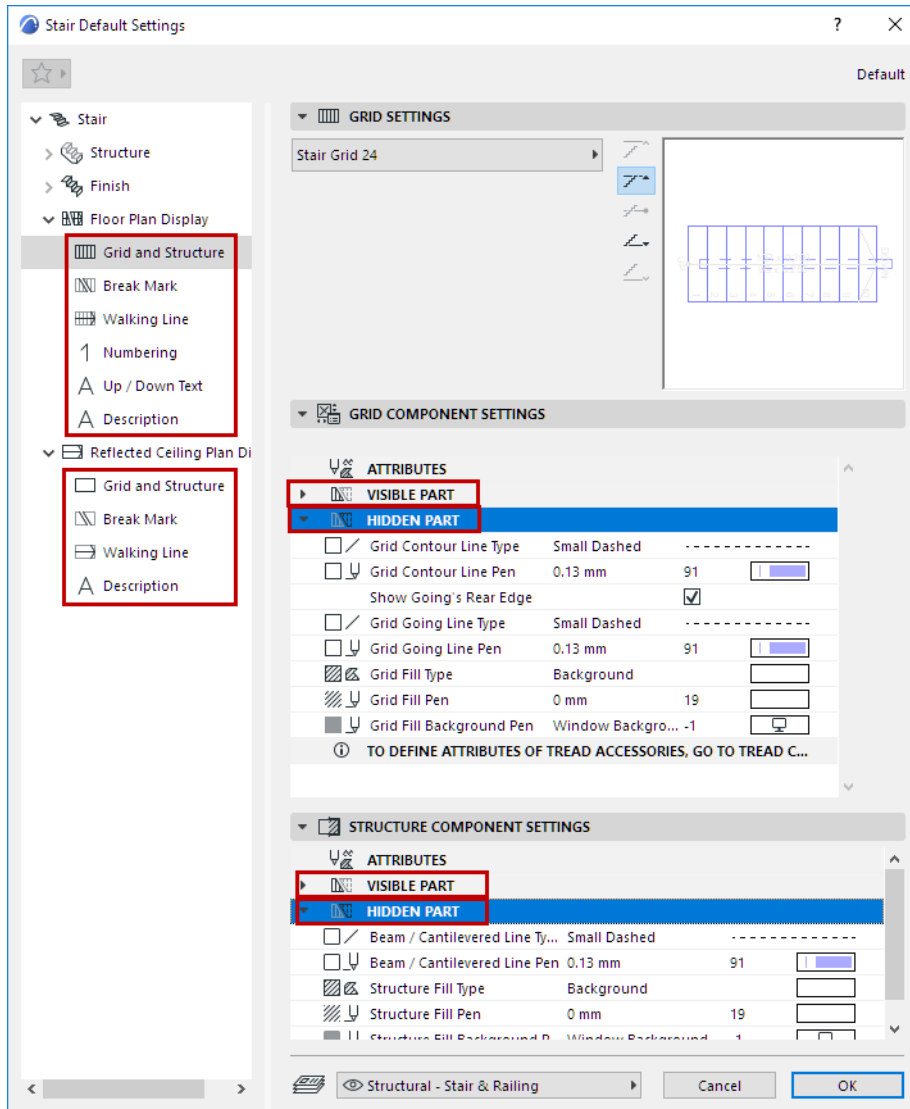 Stair Default Settings
?
Default
Stair
Structure
Finish
Floor Plan Display
Grid and Structure
Break Mark
Walking Line
1 Numbering
A Up / Down Text
A Description
Reflected Ceiling Plan Di
Grid and Structure
Break Mark
Walking Line
A Description
GRID SETTINGS
Stair Grid 24
GRID COMPONENT SETTINGS
ATTRIBUTES
VISIBLE PART
HIDDEN PART
Grid Contour Line Type Small Dashed
Grid Contour Line Pen 0.13 mm 91
Show Going's Rear Edge
Grid Going Line Type Small Dashed
Grid Going Line Pen 0.13 mm 91
Grid Fill Type Background
Grid Fill Pen 0 mm 19
Grid Fill Background Pen Window Backgro... -1
TO DEFINE ATTRIBUTES OF TREAD ACCESSORIES, GO TO TREAD C...
STRUCTURE COMPONENT SETTINGS
ATTRIBUTES
VISIBLE PART
HIDDEN PART
Beam / Cantilevered Line Ty... Small Dashed
Beam / Cantilevered Line Pen 0.13 mm 91
Structure Fill Type Background
Structure Fill Pen 0 mm 19
Structure Fill Background P... Window Background -1
Structural - Stair & Railing
Cancel
OK